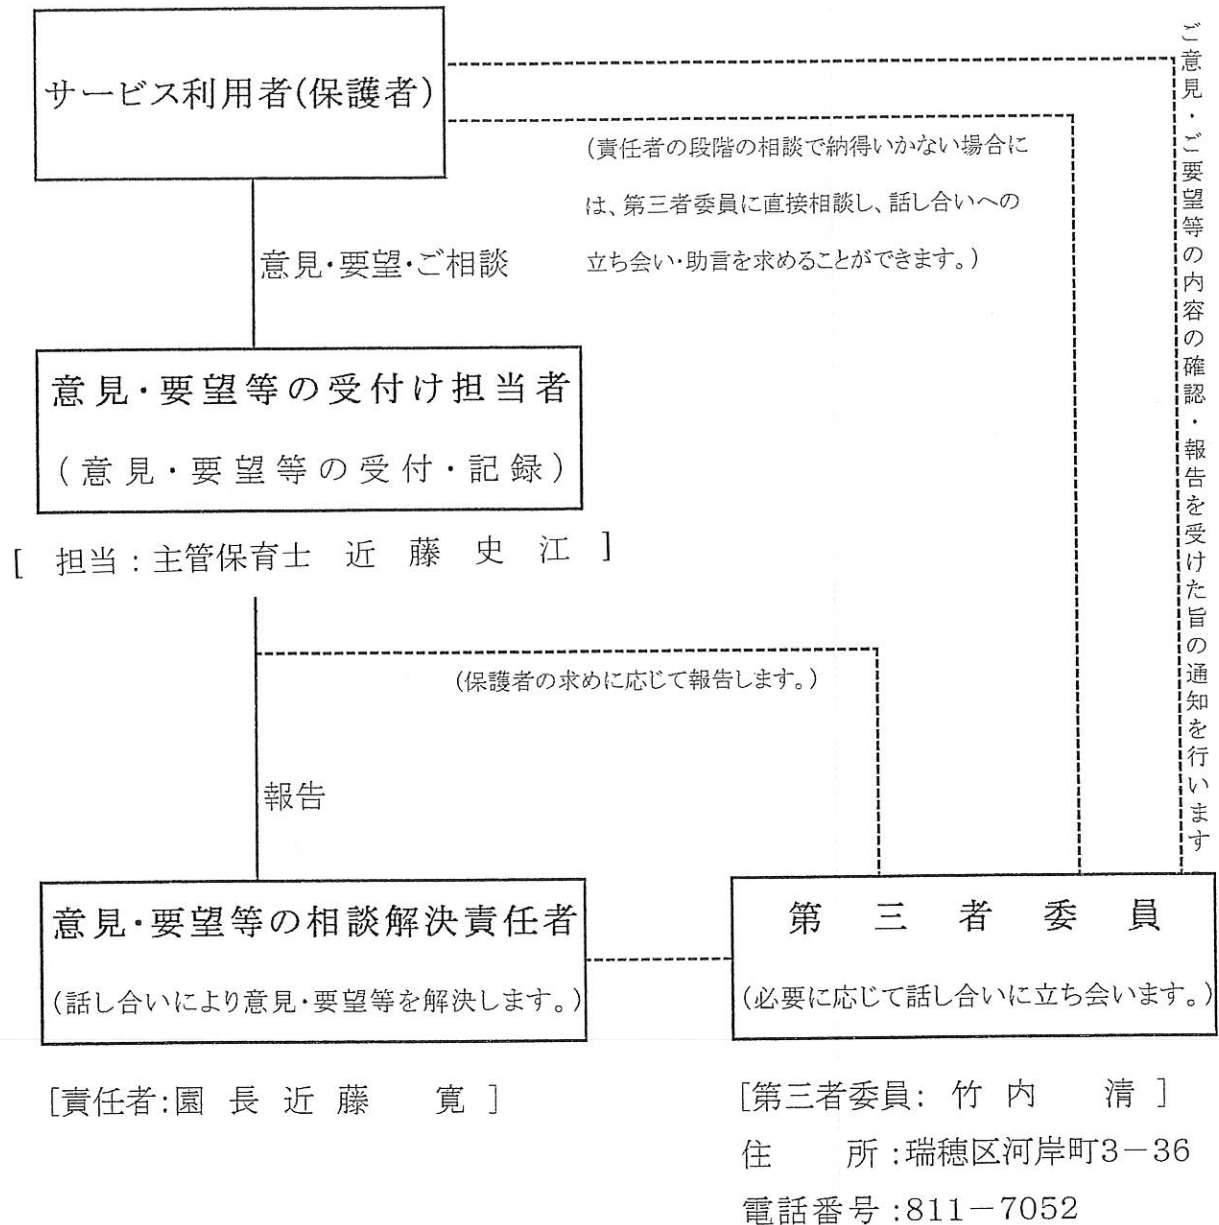 サービス利用者(保護者)
(責任者の段階の相談で納得いかない場合に
は、第三者委員に直接相談し、話し合いへの
立ち会い・助言を求めることができます。)
ご意見・ご要望等の内容の確認・報告を受けた旨の通知を行います
意見・要望・ご相談
意見・要望等の受付け担当者
(意見・要望等の受付・記録)
[ 担当:主管保育士 近 藤 史 江 ]
(保護者の求めに応じて報告します。)
報告
意見・要望等の相談解決責任者
(話し合いにより意見・要望等を解決します。)
第 三 者 委 員
(必要に応じて話し合いに立ち会います。)
[責任者:園 長 近 藤 寛 ]
[第三者委員: 竹 内 清 ]
住 所:瑞穂区河岸町3-36
電話番号:811-7052